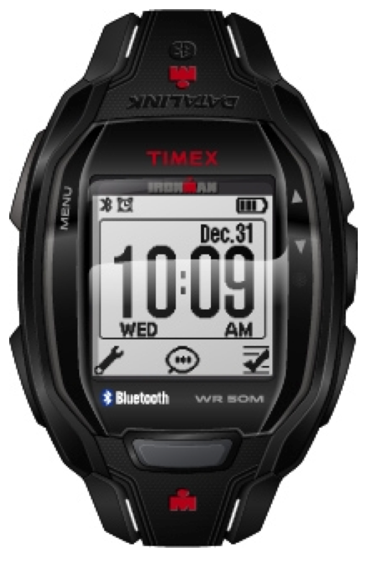 DATALINK
TIMEX
IRONMAN
MENU
Dec.31
10:09
WED AM
Bluetooth WR 50M